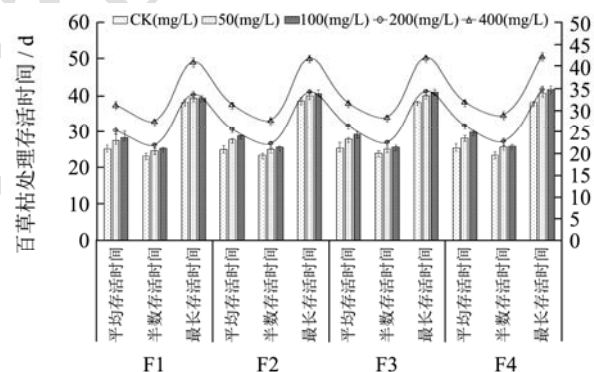 CK(mg/L) 50(mg/L) 100(mg/L) 200(mg/L) 400(mg/L)
百草枯处理存活时间 / d
60
50
40
30
20
10
0
50
45
40
35
30
25
20
15
10
5
0
平均存活时间
半数存活时间
最长存活时间
平均存活时间
半数存活时间
最长存活时间
平均存活时间
半数存活时间
最长存活时间
平均存活时间
半数存活时间
最长存活时间
F1 F2 F3 F4